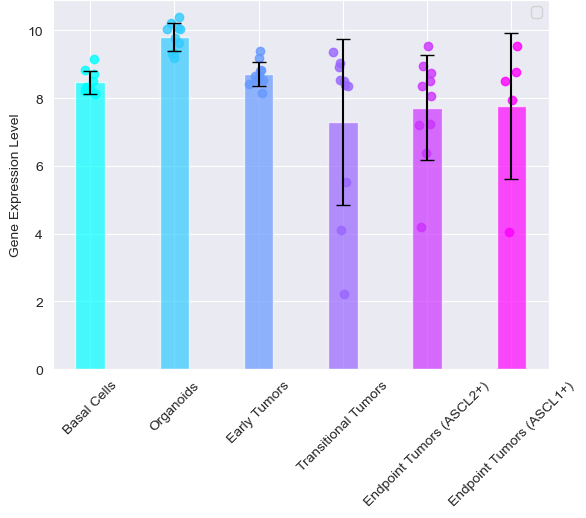 Gene Expression Level
10
8
6
4
2
0
Basal Cells
Organoids
Early Tumors
Transitional Tumors
Endpoint Tumors (ASCL2+)
Endpoint Tumors (ASCL1+)